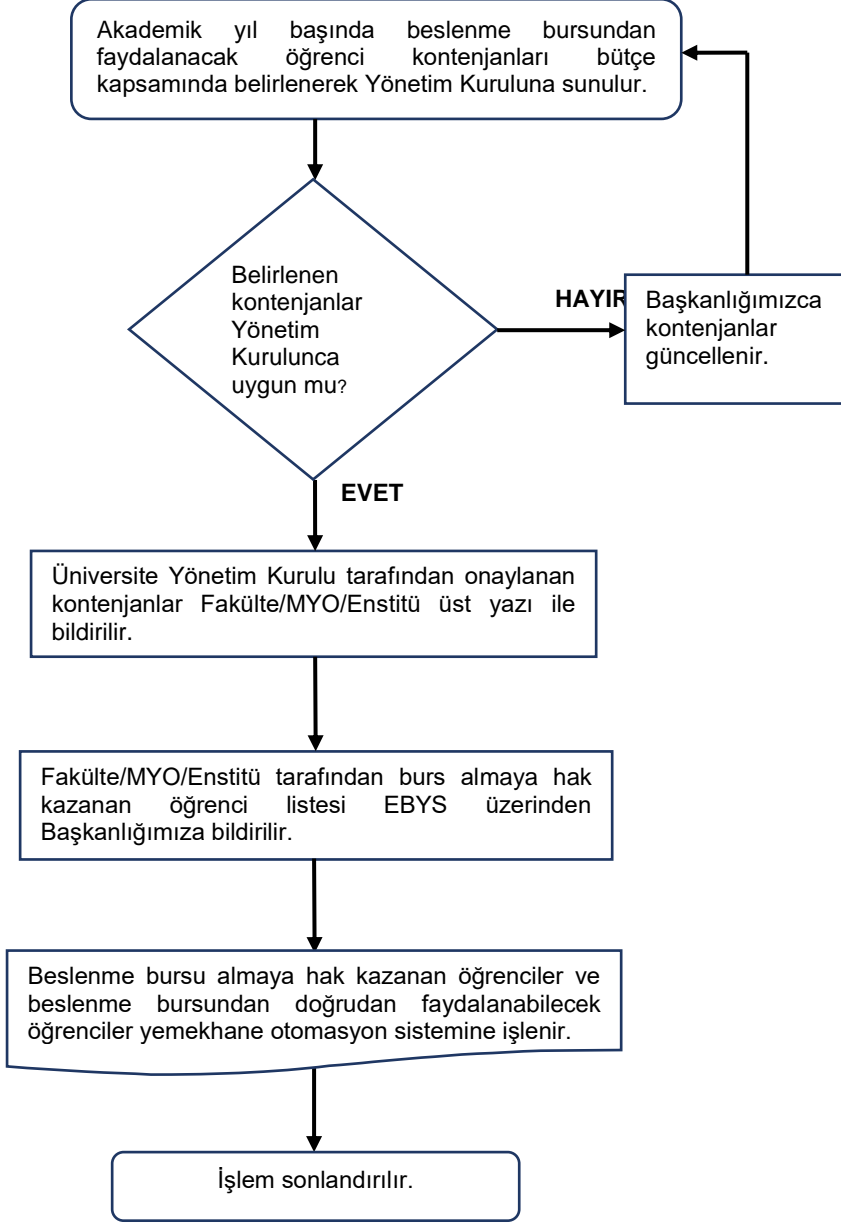 Akademik yıl başında beslenme bursundan
faydalanacak öğrenci kontenjanları bütçe
kapsamında belirlenerek Yönetim Kuruluna sunulur.
Belirlenen
kontenjanlar
Yönetim
Kurulunca
uygun mu?
HAYIR
Başkanlığımızca
kontenjanlar
güncellenir.
EVET
Üniversite Yönetim Kurulu tarafından onaylanan
kontenjanlar Fakülte/MYO/Enstitü üst yazı ile
bildirilir.
Fakülte/MYO/Enstitü tarafından burs almaya hak
kazanan öğrenci listesi EBYS üzerinden
Başkanlığımıza bildirilir.
Beslenme bursu almaya hak kazanan öğrenciler ve
beslenme bursundan doğrudan faydalanabilecek
öğrenciler yemekhane otomasyon sistemine işlenir.
İşlem sonlandırılır.